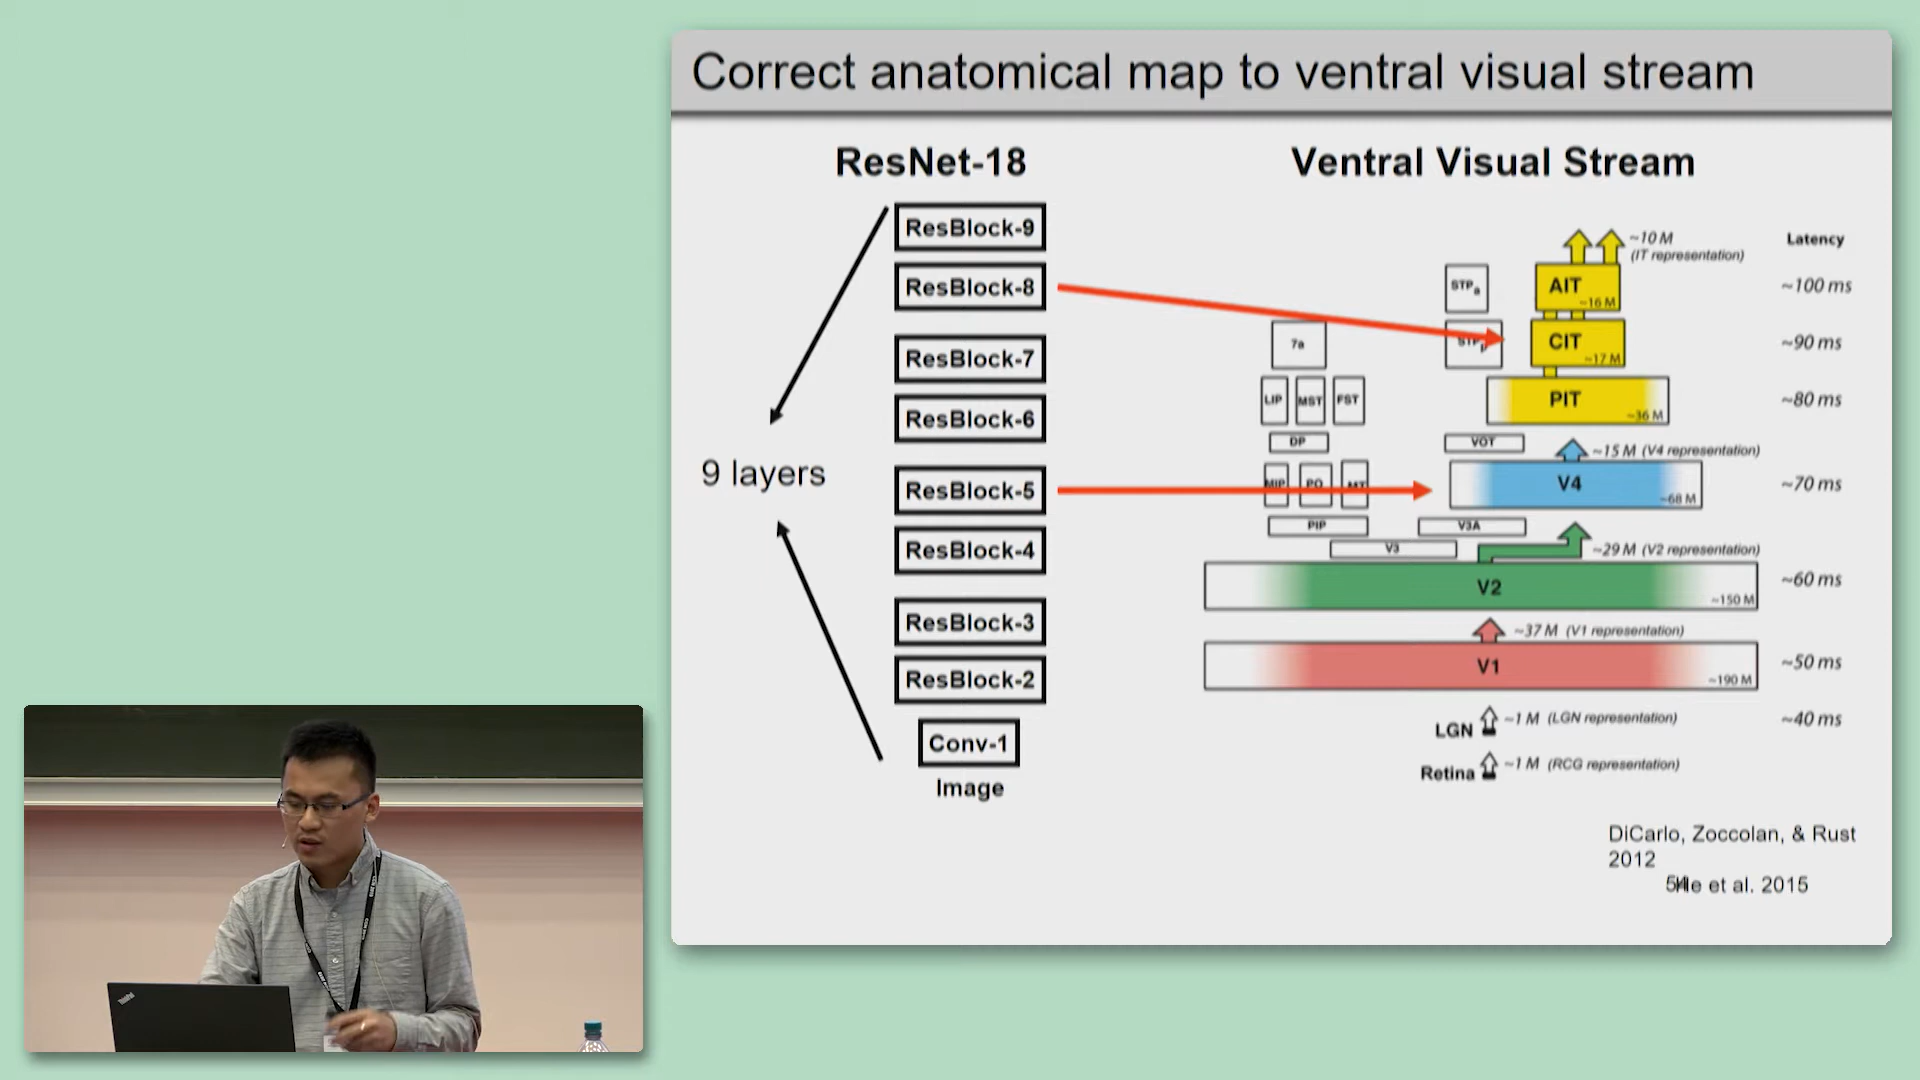 Correct anatomical map to ventral visual stream
ResNet-18
Ventral Visual Stream
ResBlock-9
ResBlock-8
ResBlock-7
ResBlock-6
9 layers
ResBlock-5
ResBlock-4
ResBlock-3
ResBlock-2
Conv-1
Image
~10 M
(IT representation)
Latency
STPa
AIT
~16 M
~100 ms
7a
STPp
CIT
~17 M
~90 ms
LIP
MST
FST
PIT
~36 M
~80 ms
DP
VOT
~15 M (V4 representation)
MIP
PO
MT
V4
~68 M
~70 ms
PIP
V3A
V3
~29 M (V2 representation)
V2
~150 M
~60 ms
~37 M (V1 representation)
V1
~190 M
~50 ms
LGN
~1 M (LGN representation)
~40 ms
Retina
~1 M (RCG representation)
DiCarlo, Zoccolan, & Rust
2012
et al. 2015
ThinkPad